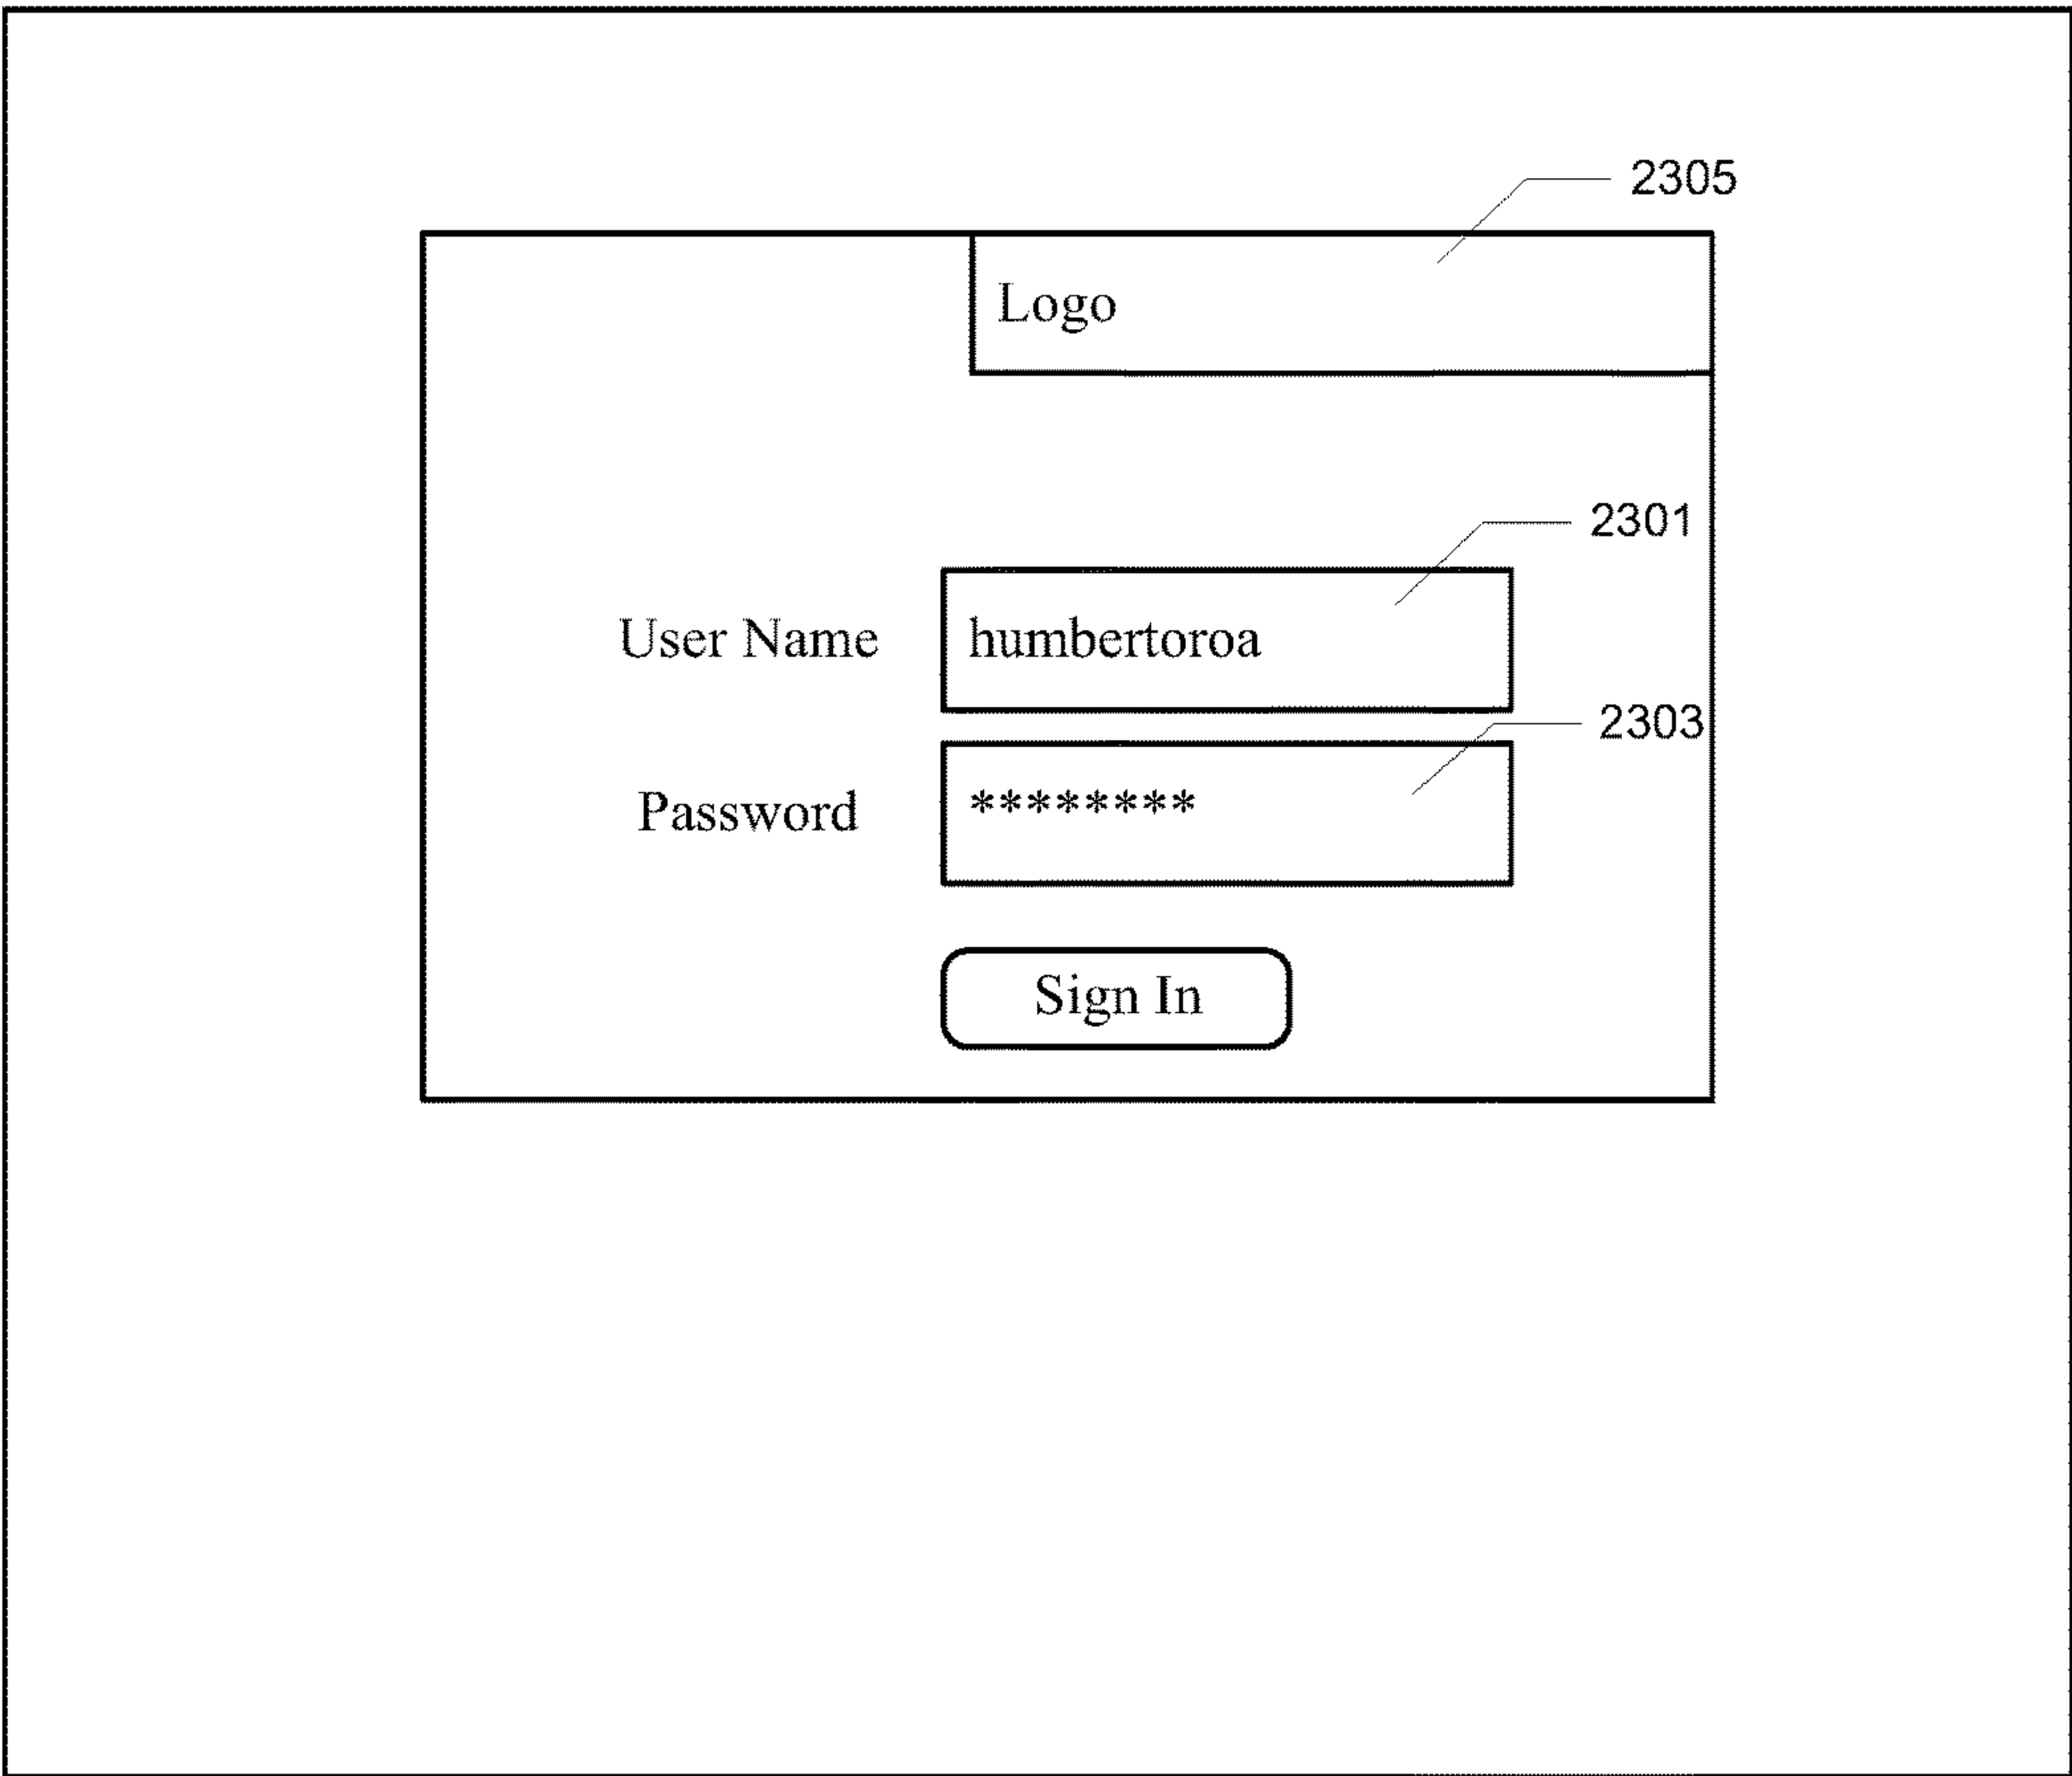 2305
Logo
2301
User Name humbertoroa
2303
Password ********
Sign In